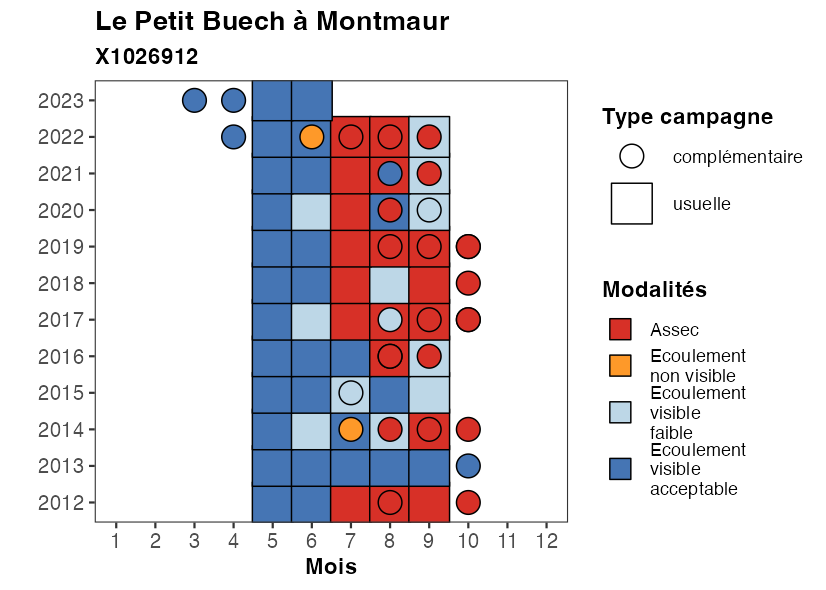 Le Petit Buech à Montmaur
X1026912
2023
2022
2021
2020
2019
2018
2017
2016
2015
2014
2013
2012
1 2 3 4 5 6 7 8 9 10 11 12
Mois
Type campagne
complémentaire
usuelle
Modalités
Assec
Ecoulement
non visible
Ecoulement
visible
faible
Ecoulement
visible
acceptable